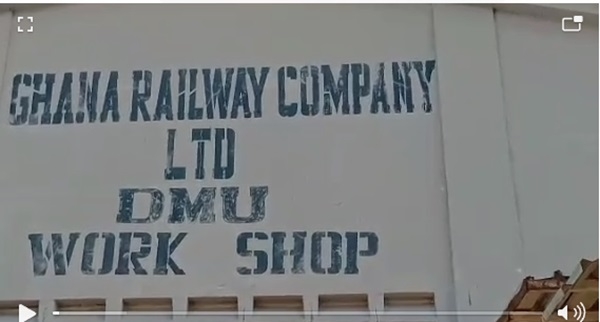 GHANA RAILWAY COMPANY
LTD
DMU
WORK SHOP